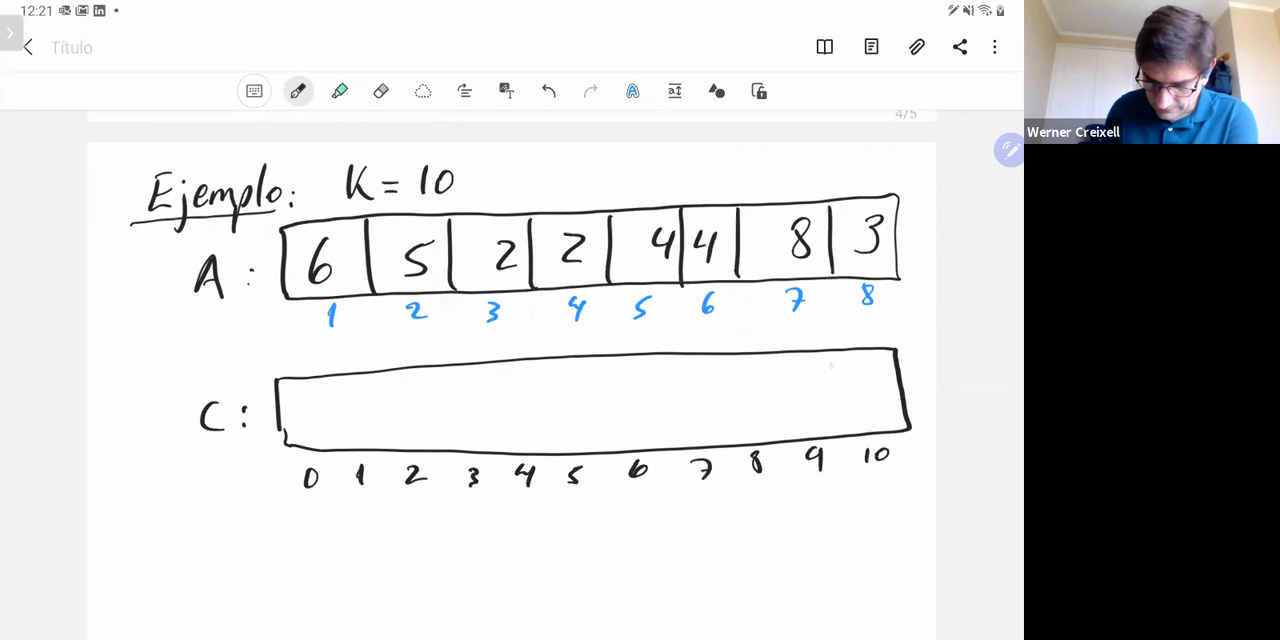 12:21
Título
4/5
Werner Creixell
Ejemplo: K = 10
A: 6 5 2 2 4 4 8 3
1 2 3 4 5 6 7 8
C:
0 1 2 3 4 5 6 7 8 9 10